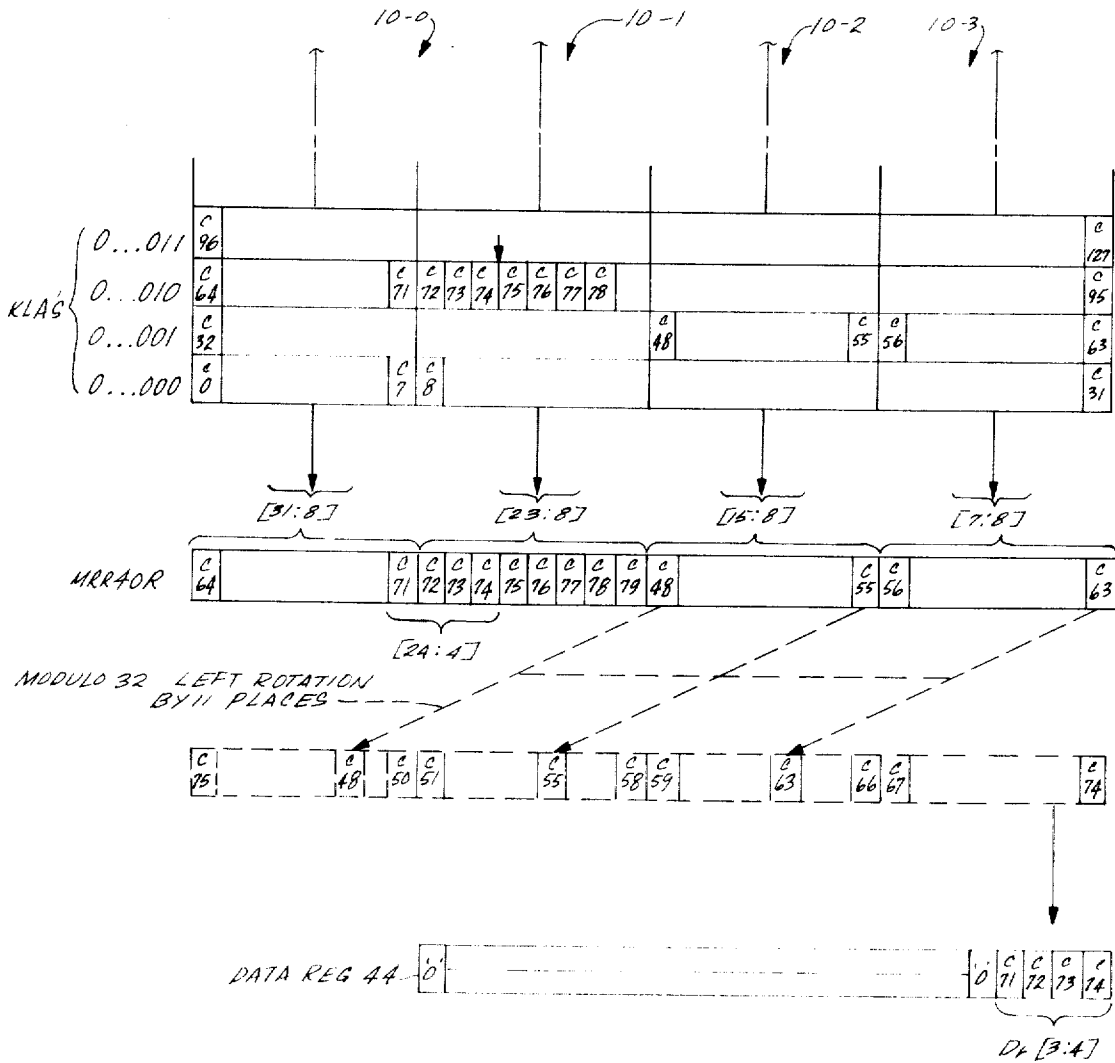 10-0 10-1 10-2 10-3
KLA'S
0...011 C 96 C 127
0...010 C 64 C 71 C 72 C 73 C 74 C 75 C 76 C 77 C 78 C 95
0...001 C 32 C 48 C 55 C 56 C 63
0...000 C 0 C 7 C 8 C 31
[31:8] [23:8] [15:8] [7:8]
MRR40R C 64 C 71 C 72 C 73 C 74 C 75 C 76 C 77 C 78 C 79 C 48 C 55 C 56 C 63
[24:4]
MODULO 32 LEFT ROTATION
BY 11 PLACES
C 75 C 48 C 50 C 51 C 55 C 58 C 59 C 63 C 66 C 67 C 74
DATA REG 44 '0' '0' C 71 C 72 C 73 C 74
Dr [3:4]